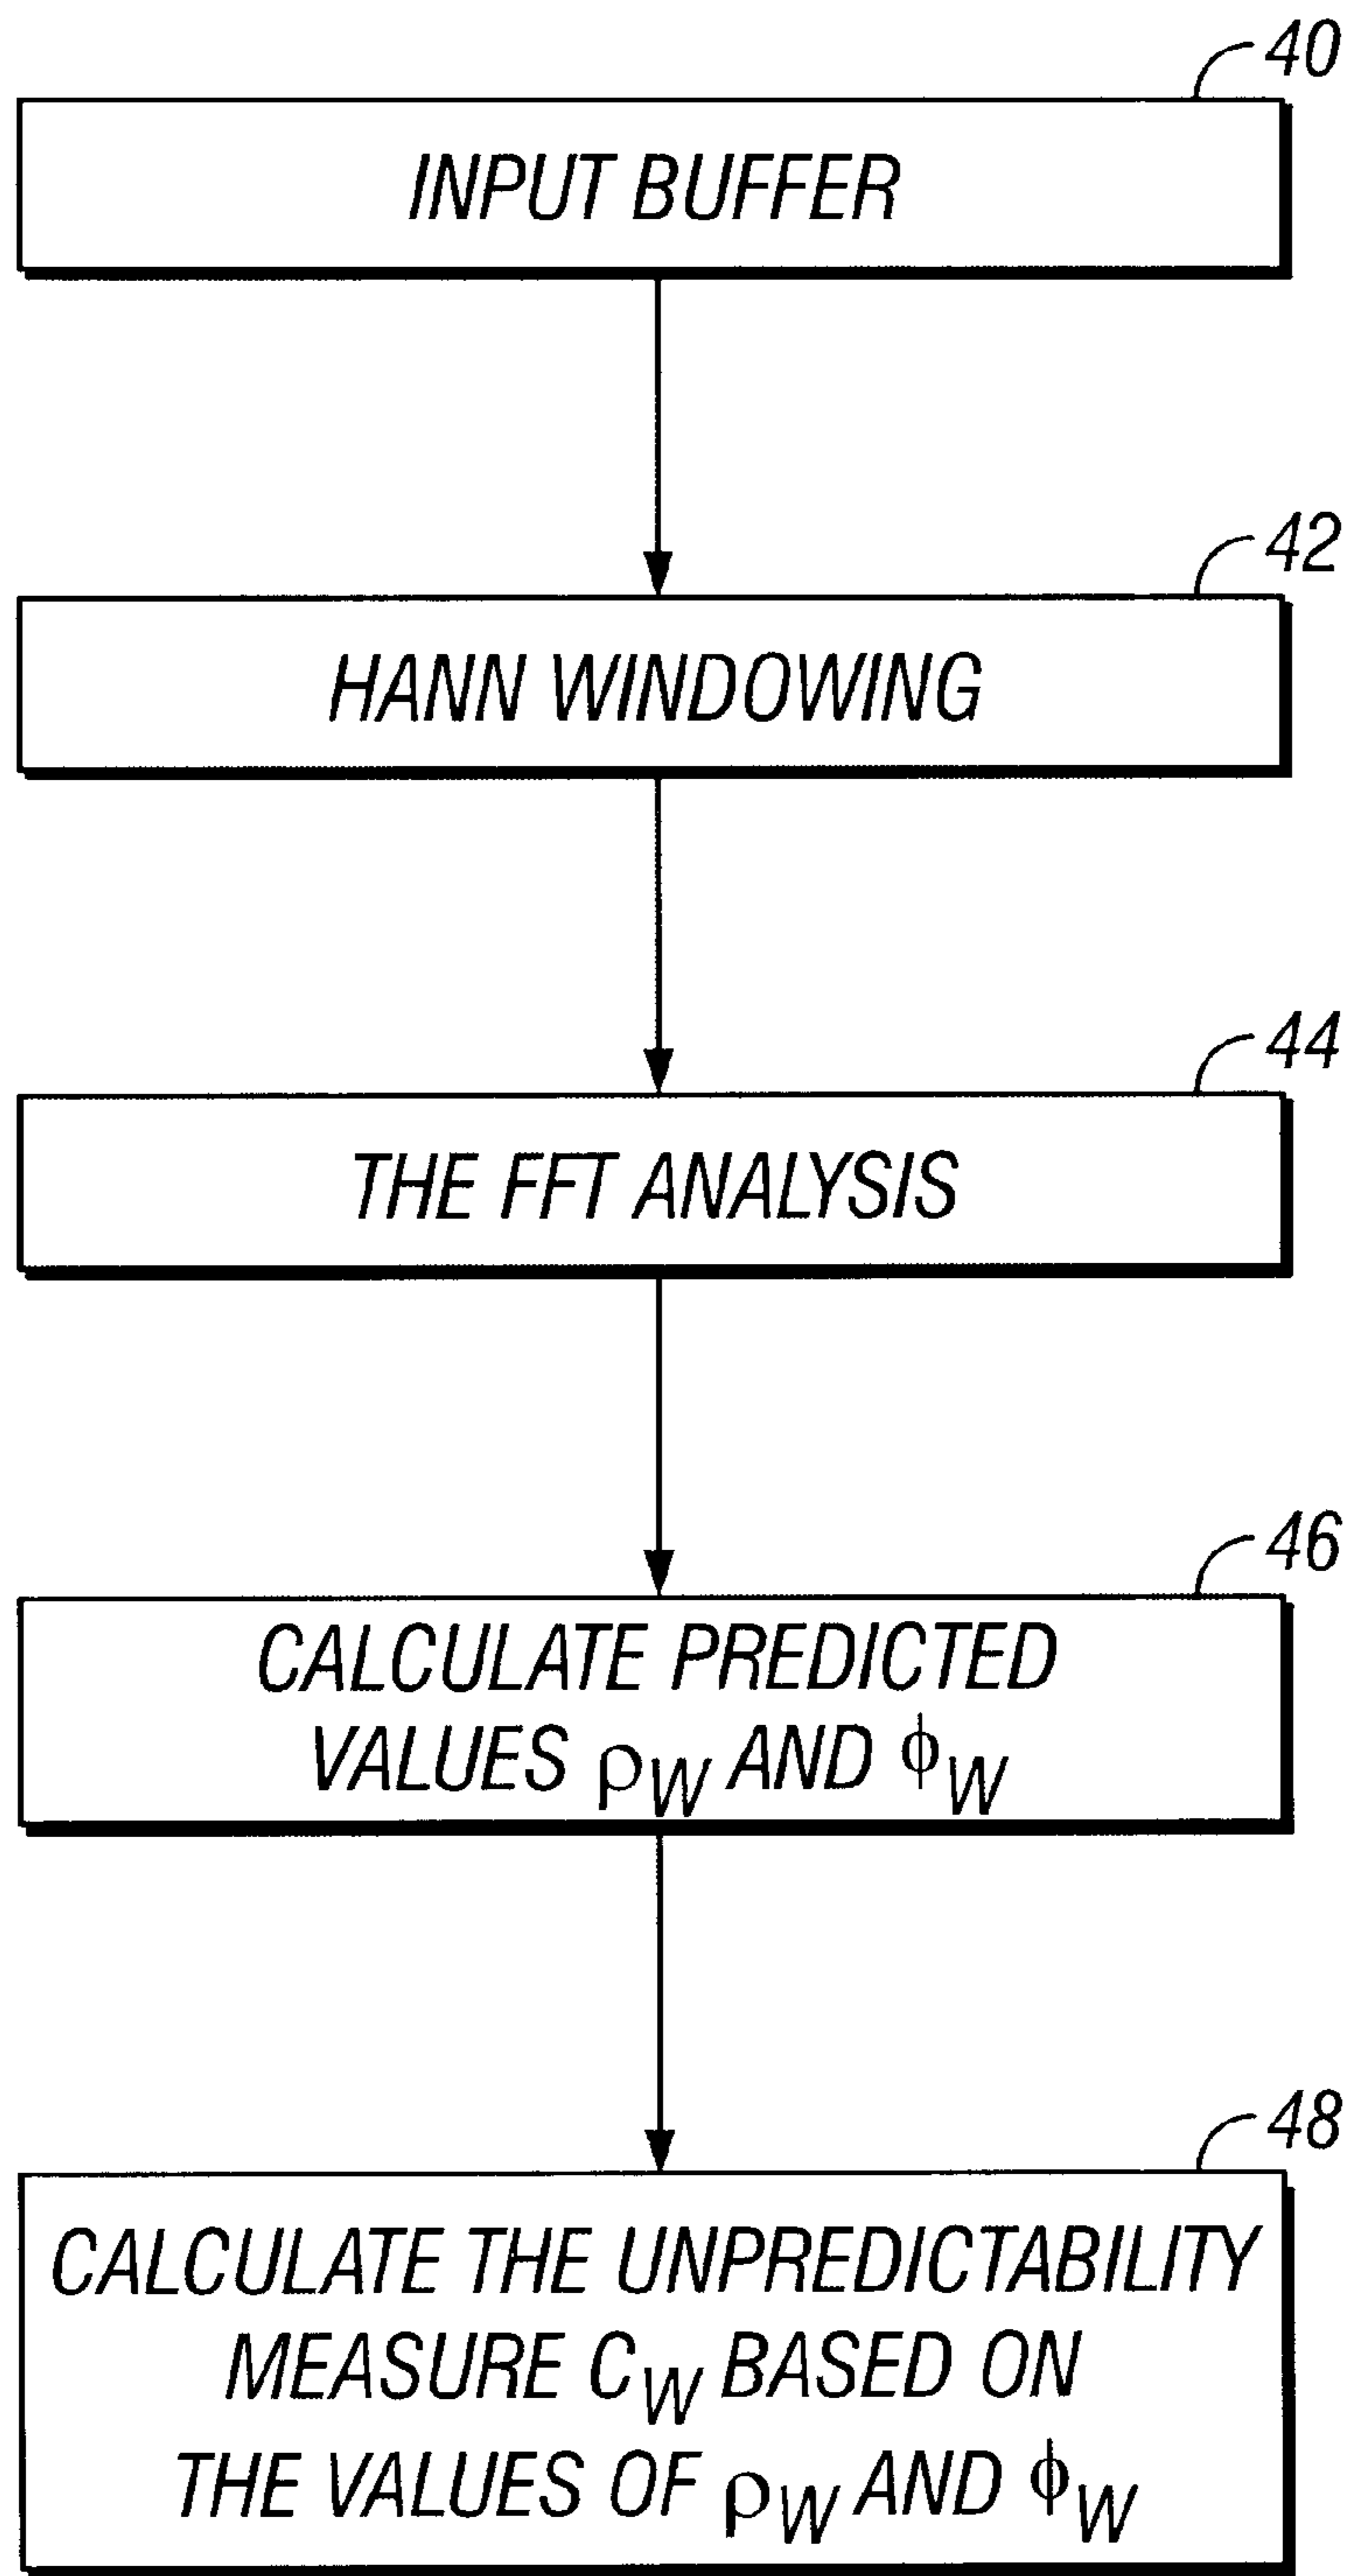 40
INPUT BUFFER
42
HANN WINDOWING
44
THE FFT ANALYSIS
46
CALCULATE PREDICTED
VALUES ρW AND ϕW
48
CALCULATE THE UNPREDICTABILITY
MEASURE CW BASED ON
THE VALUES OF ρW AND ϕW